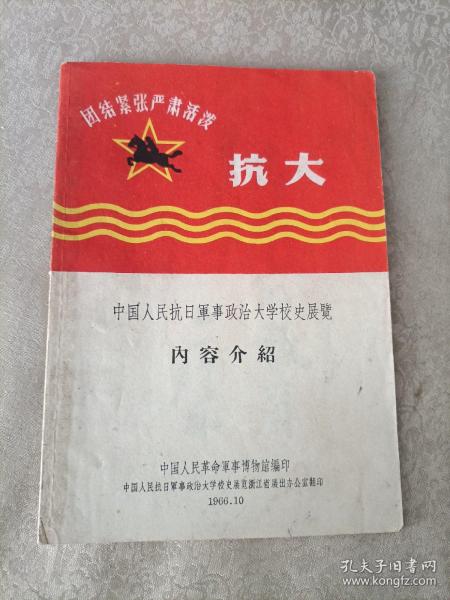 团结紧张严肃活泼
抗大
中国人民抗日軍事政治大学校史展覽
內容介紹
中国人民革命軍事博物館編印
中国人民抗日軍事政治大学校史展览浙江省展出办公室翻印
1966.10
孔夫子旧书网
www.kongfz.com